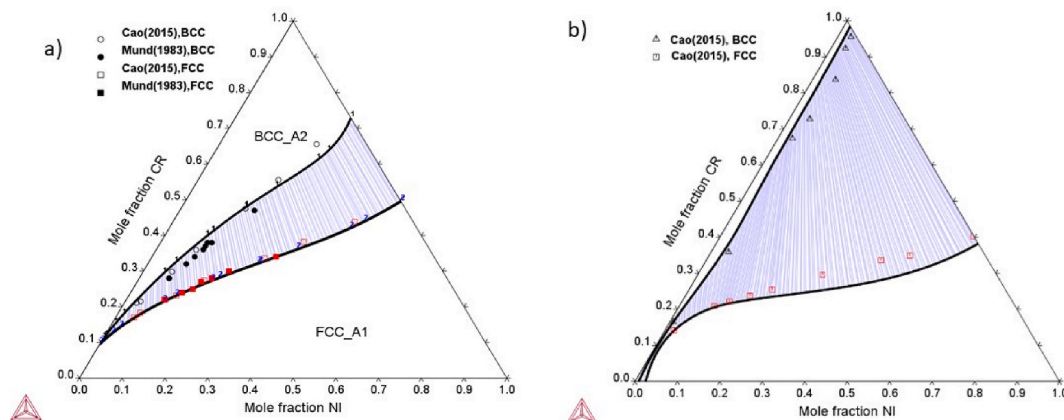 a)
Cao(2015),BCC
Mund(1983),BCC
Cao(2015),FCC
Mund(1983),FCC
1.0
0.9
0.8
0.7
0.6
0.5
0.4
0.3
0.2
0.1
0.0
Mole fraction CR
BCC_A2
FCC_A1
0.0 0.1 0.2 0.3 0.4 0.5 0.6 0.7 0.8 0.9 1.0
Mole fraction NI
b)
Cao(2015), BCC
Cao(2015), FCC
1.0
0.9
0.8
0.7
0.6
0.5
0.4
0.3
0.2
0.1
0.0
Mole fraction CR
0 0.1 0.2 0.3 0.4 0.5 0.6 0.7 0.8 0.9 1.0
Mole fraction NI